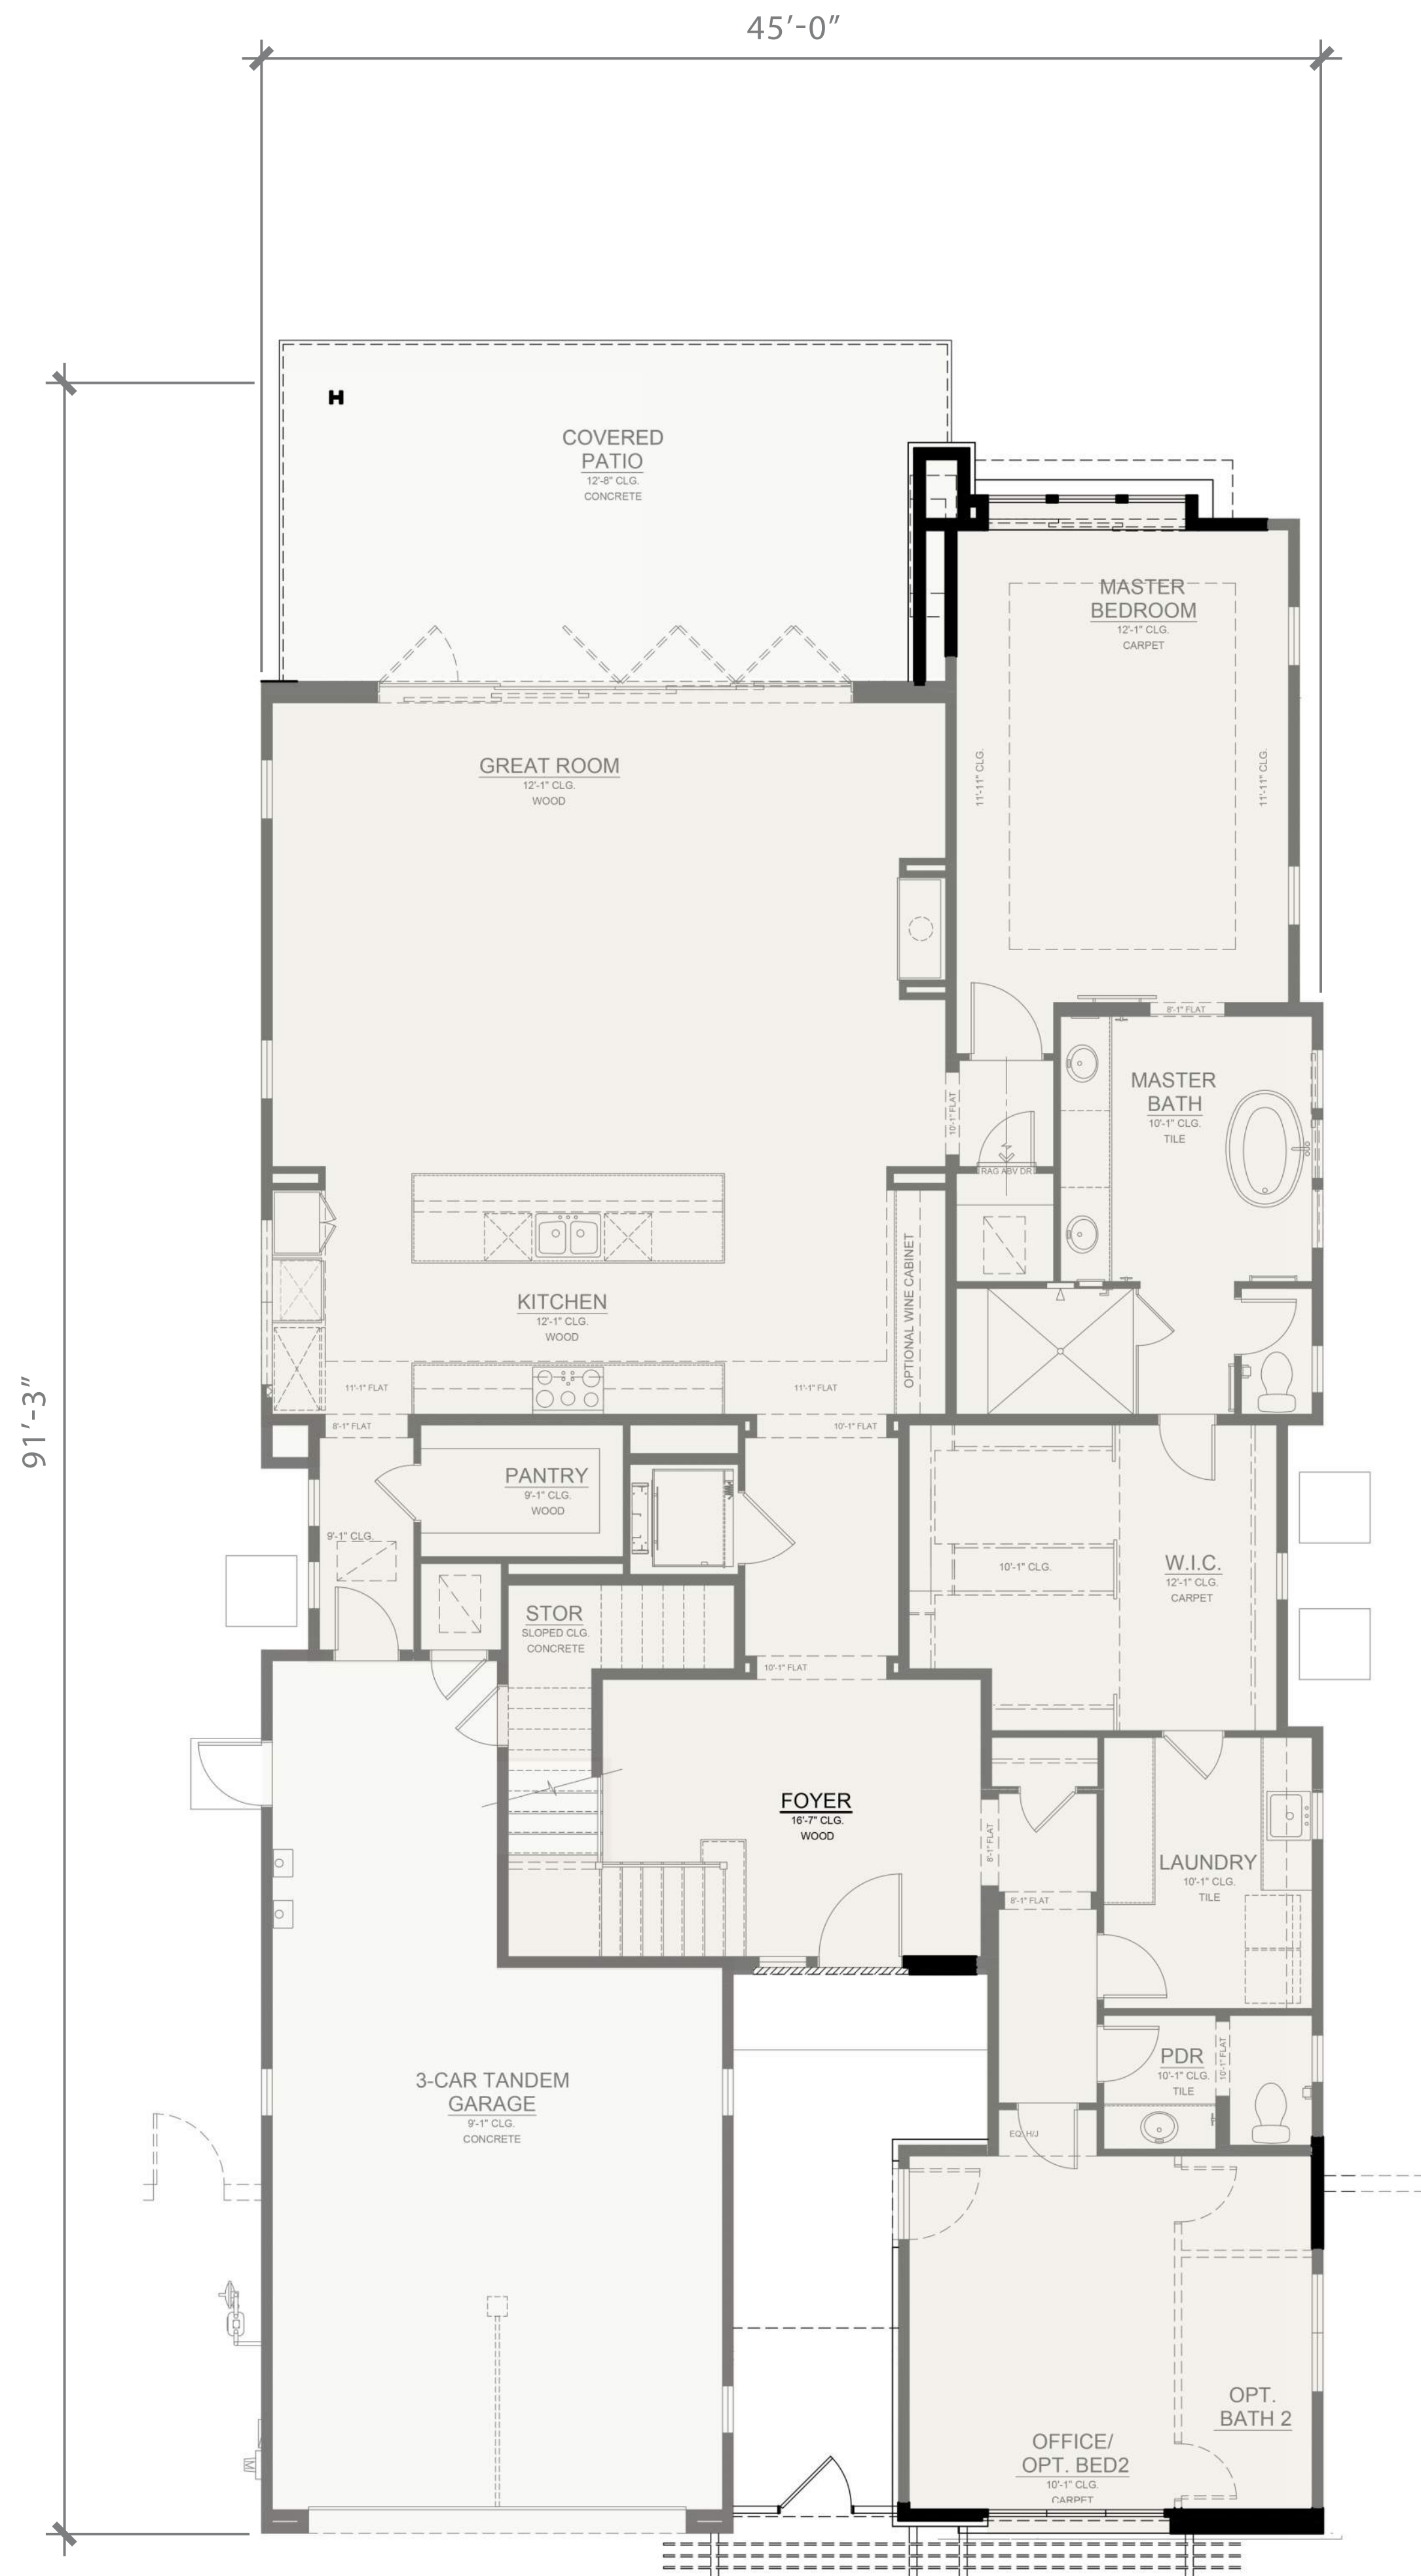 45'-0"
91'-3"
H
COVERED
PATIO
12'-8" CLG.
CONCRETE
MASTER
BEDROOM
12'-1" CLG.
CARPET
11'-11" CLG.
11'-11" CLG.
GREAT ROOM
12'-1" CLG.
WOOD
8'-1" FLAT
MASTER
BATH
10'-1" CLG.
TILE
10'-1" FLAT
RAG ABV DR
OPTIONAL WINE CABINET
KITCHEN
12'-1" CLG.
WOOD
11'-1" FLAT
11'-1" FLAT
8'-1" FLAT
10'-1" FLAT
PANTRY
9'-1" CLG.
WOOD
9'-1" CLG.
10'-1" CLG.
W.I.C.
12'-1" CLG.
CARPET
STOR
SLOPED CLG.
CONCRETE
10'-1" FLAT
FOYER
16'-7" CLG.
WOOD
8'-1" FLAT
8'-1" FLAT
LAUNDRY
10'-1" CLG.
TILE
3-CAR TANDEM
GARAGE
9'-1" CLG.
CONCRETE
PDR
10'-1" CLG.
TILE
10'-1" FLAT
EQ. H/J
M
OPT.
BATH 2
OFFICE/
OPT. BED2
10'-1" CLG.
CARPET